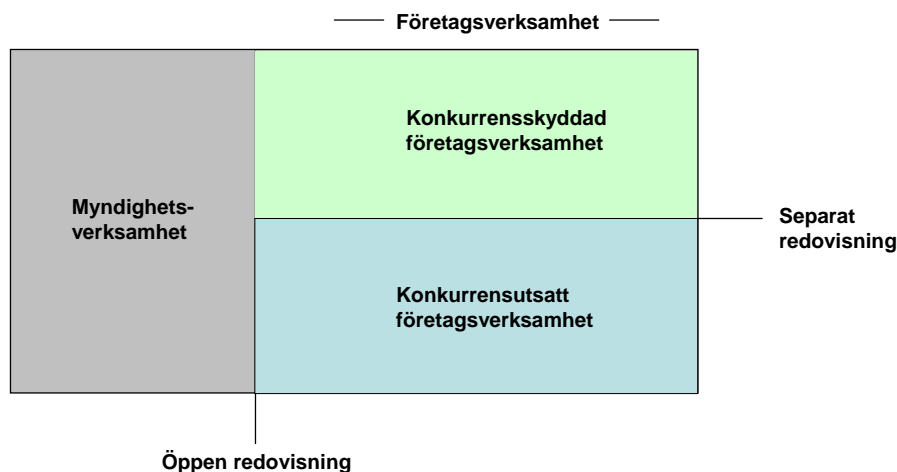 Företagsverksamhet
Konkurrensskyddad
företagsverksamhet
Myndighets-
verksamhet
Separat
redovisning
Konkurrensutsatt
företagsverksamhet
Öppen redovisning